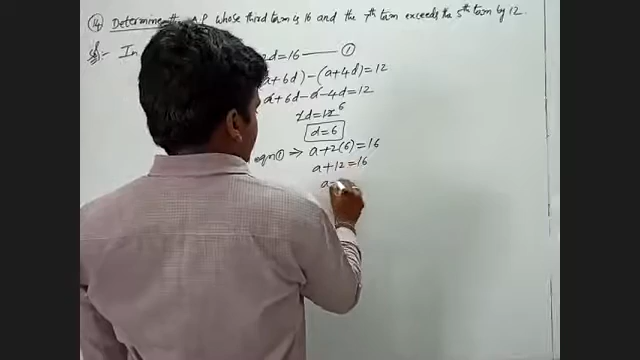 (14) Determine the A.P whose third term is 16 and the 7th term exceeds the 5th term by 12.
Sol:- In
2d=16 —— ①
a+6d)-(a+4d)=12
a+6d-a-4d=12
2d=12 6
d=6
eqn① ⇒ a+2(6)=16
a+12=16
a=